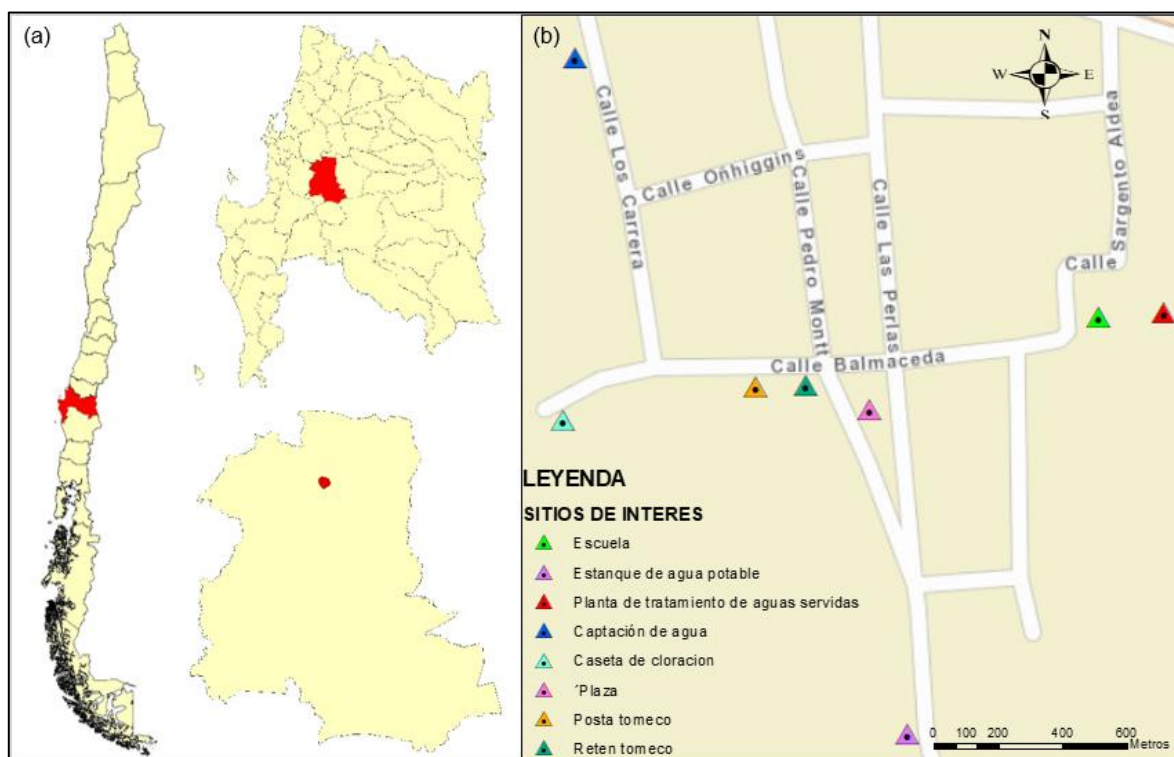 (a)
(b)
N
W E
S
Calle Los Carrera
Calle Oñhiggins
Calle Pedro Montt
Calle Las Perlas
Calle Sargento Aldea
Calle Balmaceda
LEYENDA
SITIOS DE INTERES
Escuela
Estanque de agua potable
Planta de tratamiento de aguas servidas
Captación de agua
Caseta de cloracion
´Plaza
Posta tomeco
Reten tomeco
0 100 200 400 600
Metros